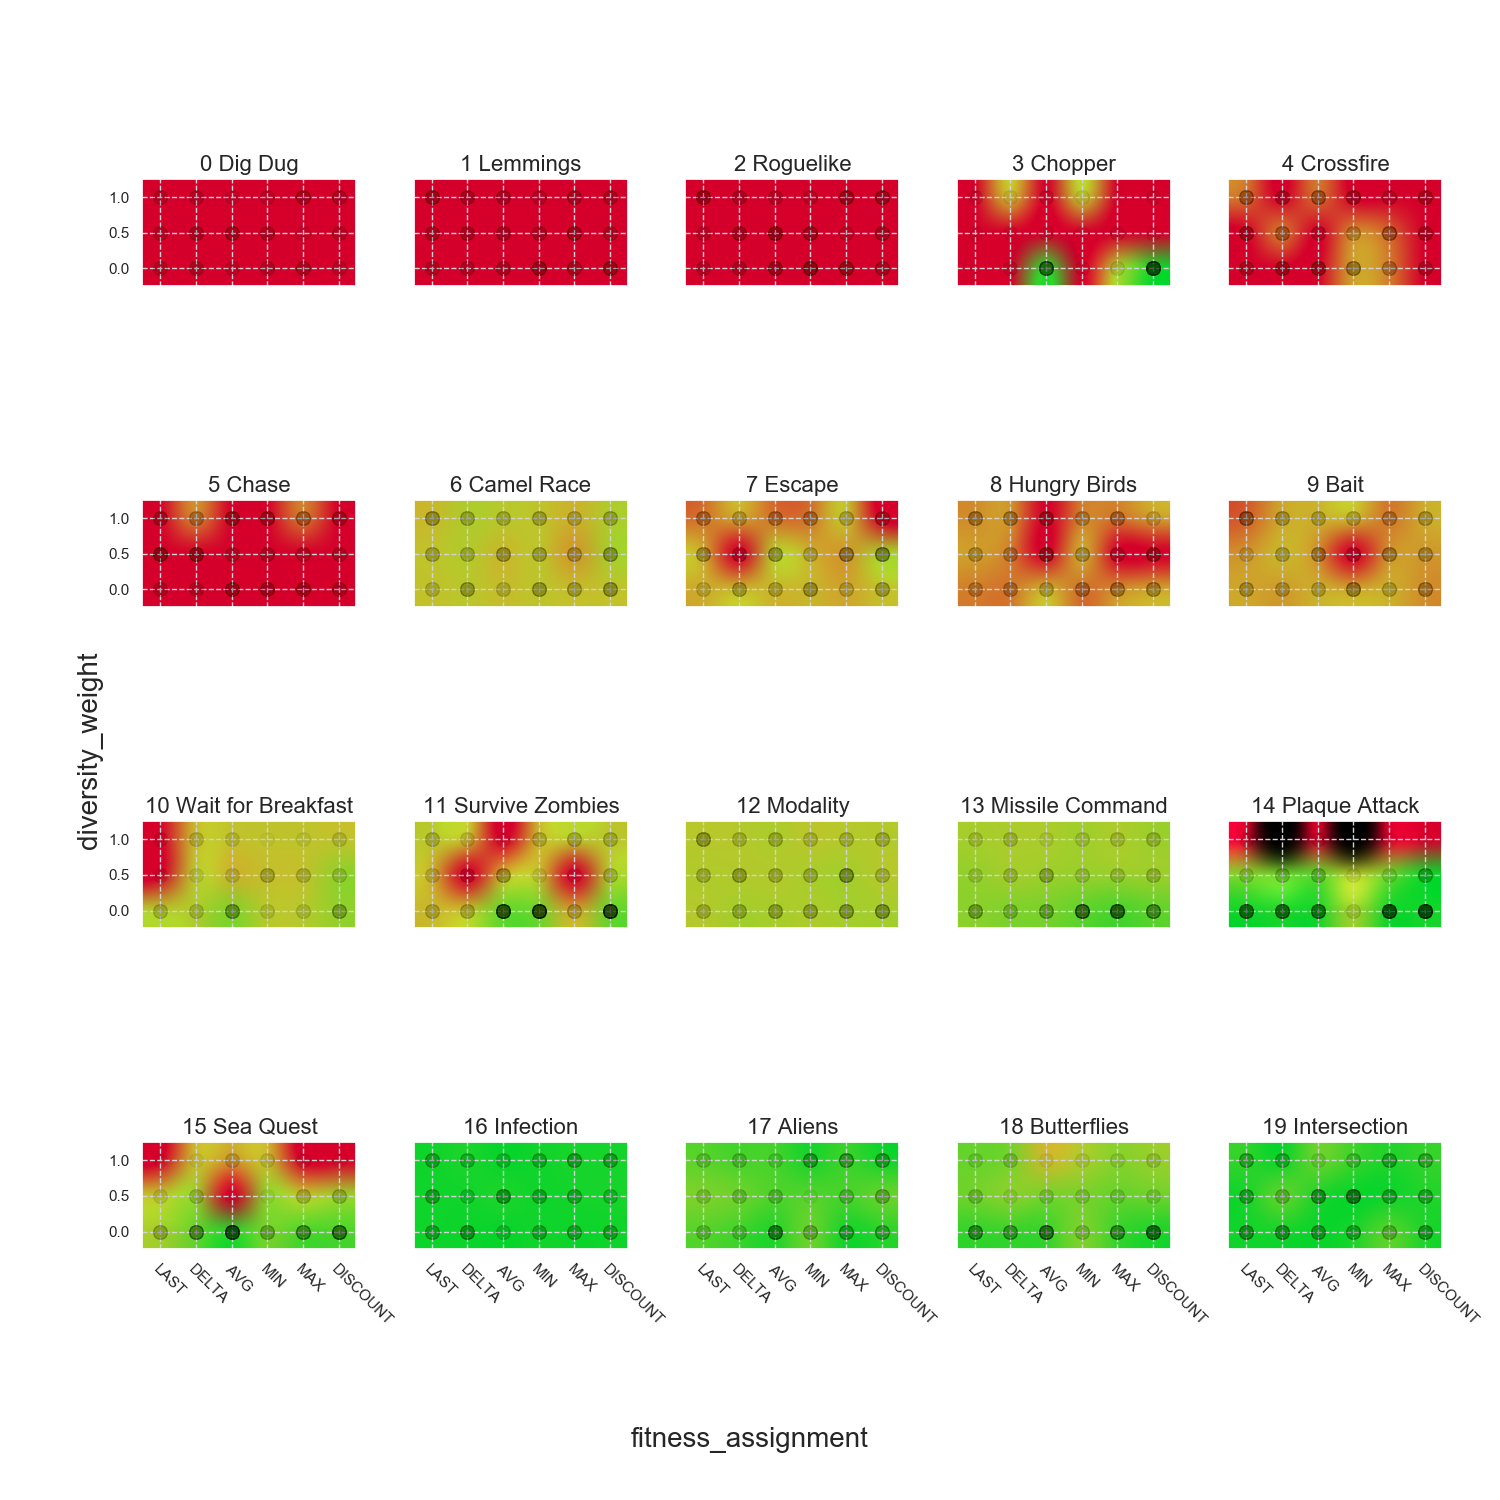 0 Dig Dug
1 Lemmings
2 Roguelike
3 Chopper
4 Crossfire
1.0
0.5
0.0
5 Chase
6 Camel Race
7 Escape
8 Hungry Birds
9 Bait
1.0
0.5
0.0
diversity_weight
10 Wait for Breakfast
11 Survive Zombies
12 Modality
13 Missile Command
14 Plaque Attack
1.0
0.5
0.0
15 Sea Quest
16 Infection
17 Aliens
18 Butterflies
19 Intersection
1.0
0.5
0.0
LAST
DELTA
AVG
MIN
MAX
DISCOUNT
LAST
DELTA
AVG
MIN
MAX
DISCOUNT
LAST
DELTA
AVG
MIN
MAX
DISCOUNT
LAST
DELTA
AVG
MIN
MAX
DISCOUNT
LAST
DELTA
AVG
MIN
MAX
DISCOUNT
fitness_assignment